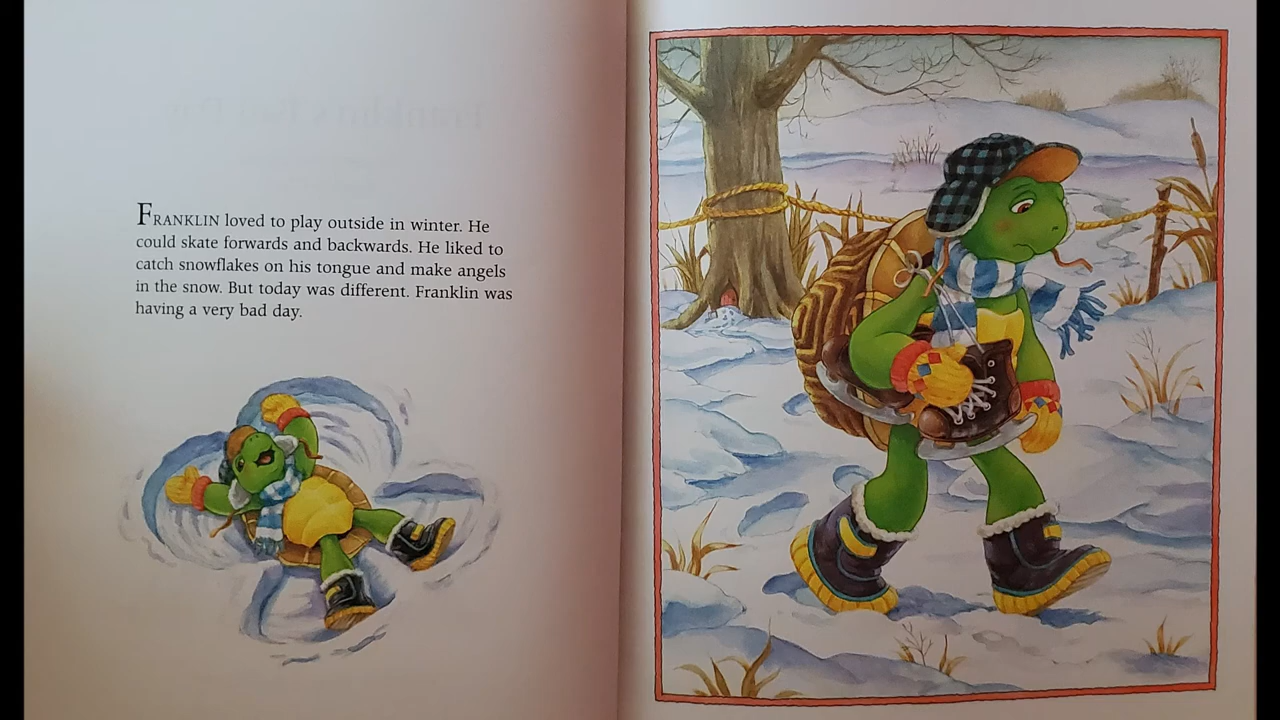 FRANKLIN loved to play outside in winter. He
could skate forwards and backwards. He liked to
catch snowflakes on his tongue and make angels
in the snow. But today was different. Franklin was
having a very bad day.